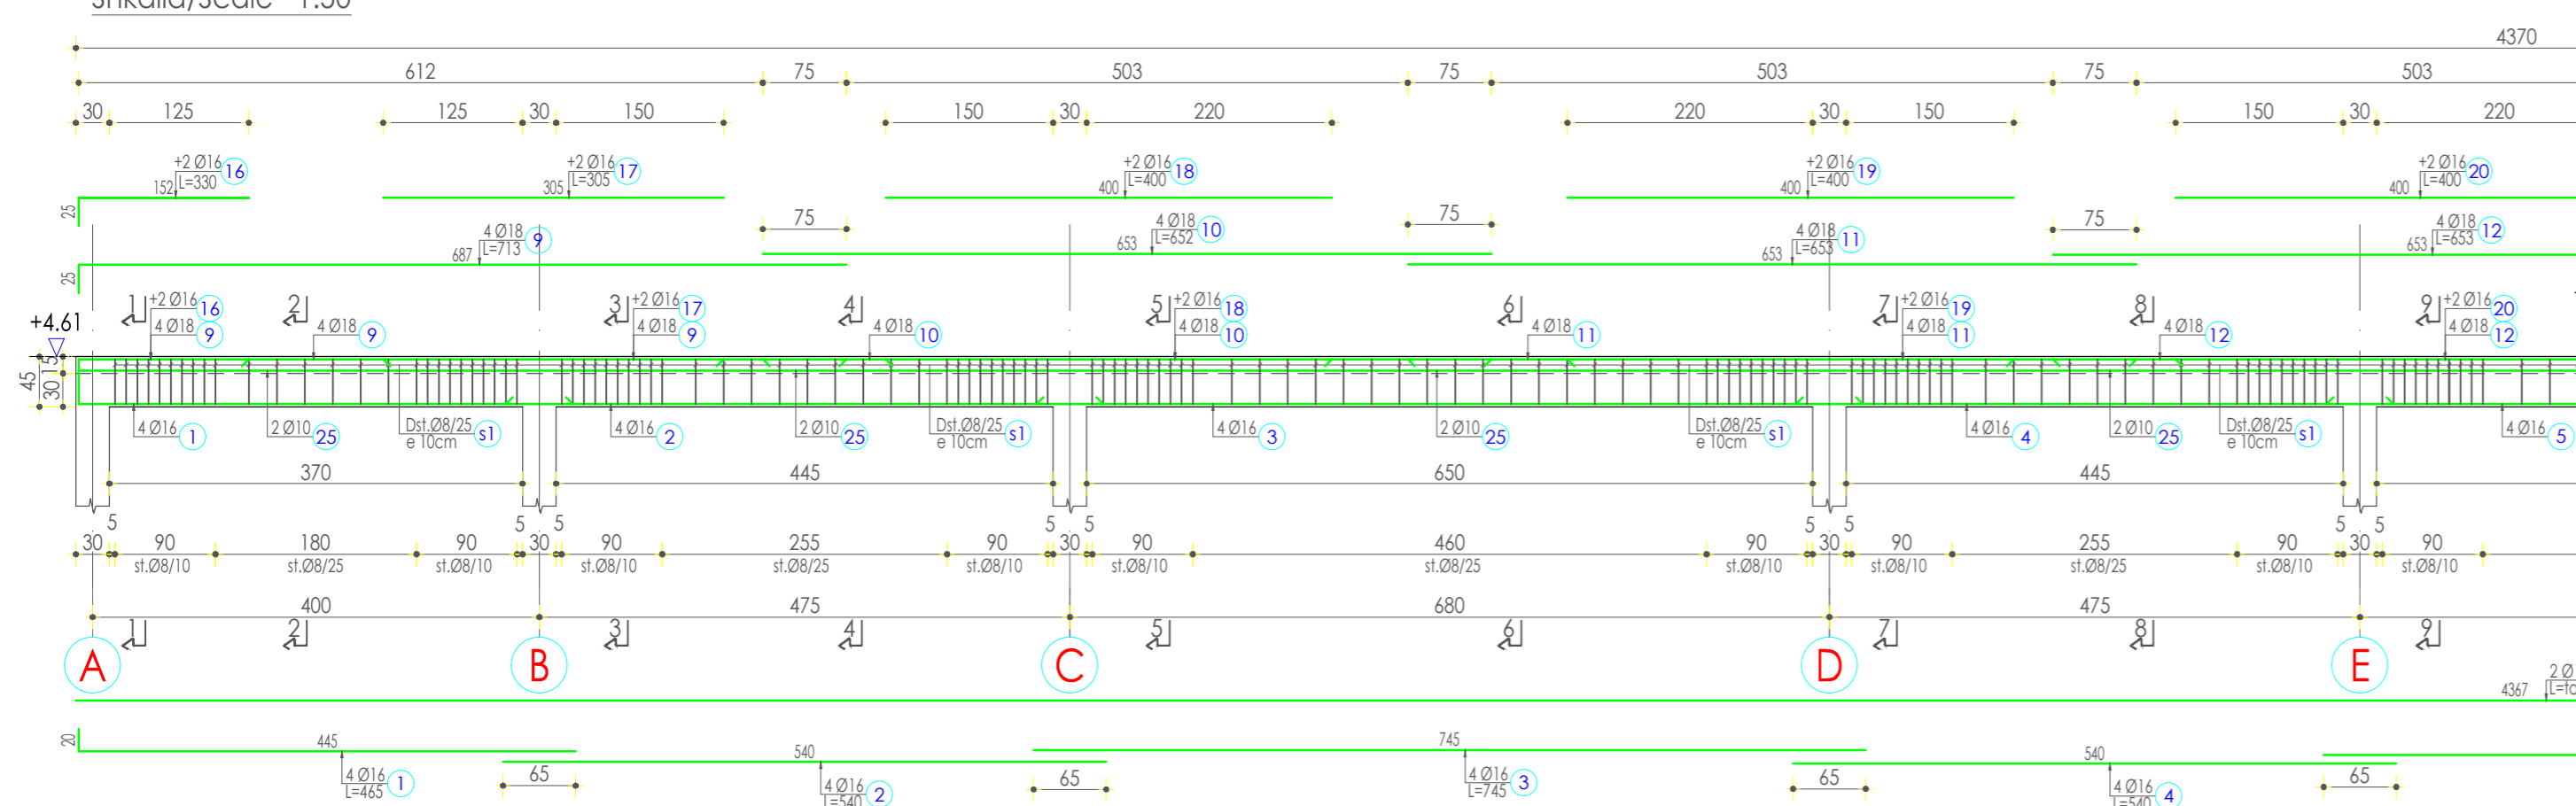 Shkalla/Scale 1:50
4370
612 75 503 75 503 75 503
30 125 125 30 150 150 30 220 220 30 150 150 30 220
+2 Ø16 16 +2 Ø16 17 +2 Ø16 18 +2 Ø16 19 +2 Ø16 20
152 L=330 305 L=305 400 L=400 400 L=400 400 L=400
25
75 75 75
4 Ø18 9 4 Ø18 10 4 Ø18 11 4 Ø18 12
687 L=713 653 L=652 653 L=653 653 L=653
25
1 2 3 4 5 6 7 8 9
+2 Ø16 16 +2 Ø16 17 +2 Ø16 18 +2 Ø16 19 +2 Ø16 20
+4.61
4 Ø18 9 4 Ø18 9 4 Ø18 9 4 Ø18 10 4 Ø18 10 4 Ø18 11 4 Ø18 11 4 Ø18 12 4 Ø18 12
45 30 15
4 Ø16 1 2 Ø10 25 Dst.Ø8/25 s1 4 Ø16 2 2 Ø10 25 Dst.Ø8/25 s1 4 Ø16 3 2 Ø10 25 Dst.Ø8/25 s1 4 Ø16 4 2 Ø10 25 Dst.Ø8/25 s1 4 Ø16 5
e 10cm e 10cm e 10cm e 10cm
370 445 650 445
5 5 5 5 5 5 5 5 5
30 90 180 90 30 90 255 90 30 90 460 90 30 90 255 90 30 90
st.Ø8/10 st.Ø8/25 st.Ø8/10 st.Ø8/10 st.Ø8/25 st.Ø8/10 st.Ø8/10 st.Ø8/25 st.Ø8/10 st.Ø8/10 st.Ø8/25 st.Ø8/10 st.Ø8/10
400 475 680 475
1 2 3 4 5 6 7 8 9
A B C D E
2 Ø
4367 L=to
20
445 540 745 540
4 Ø16 1 65 4 Ø16 2 65 4 Ø16 3 65 4 Ø16 4 65
L=465 L=540 L=745 L=540